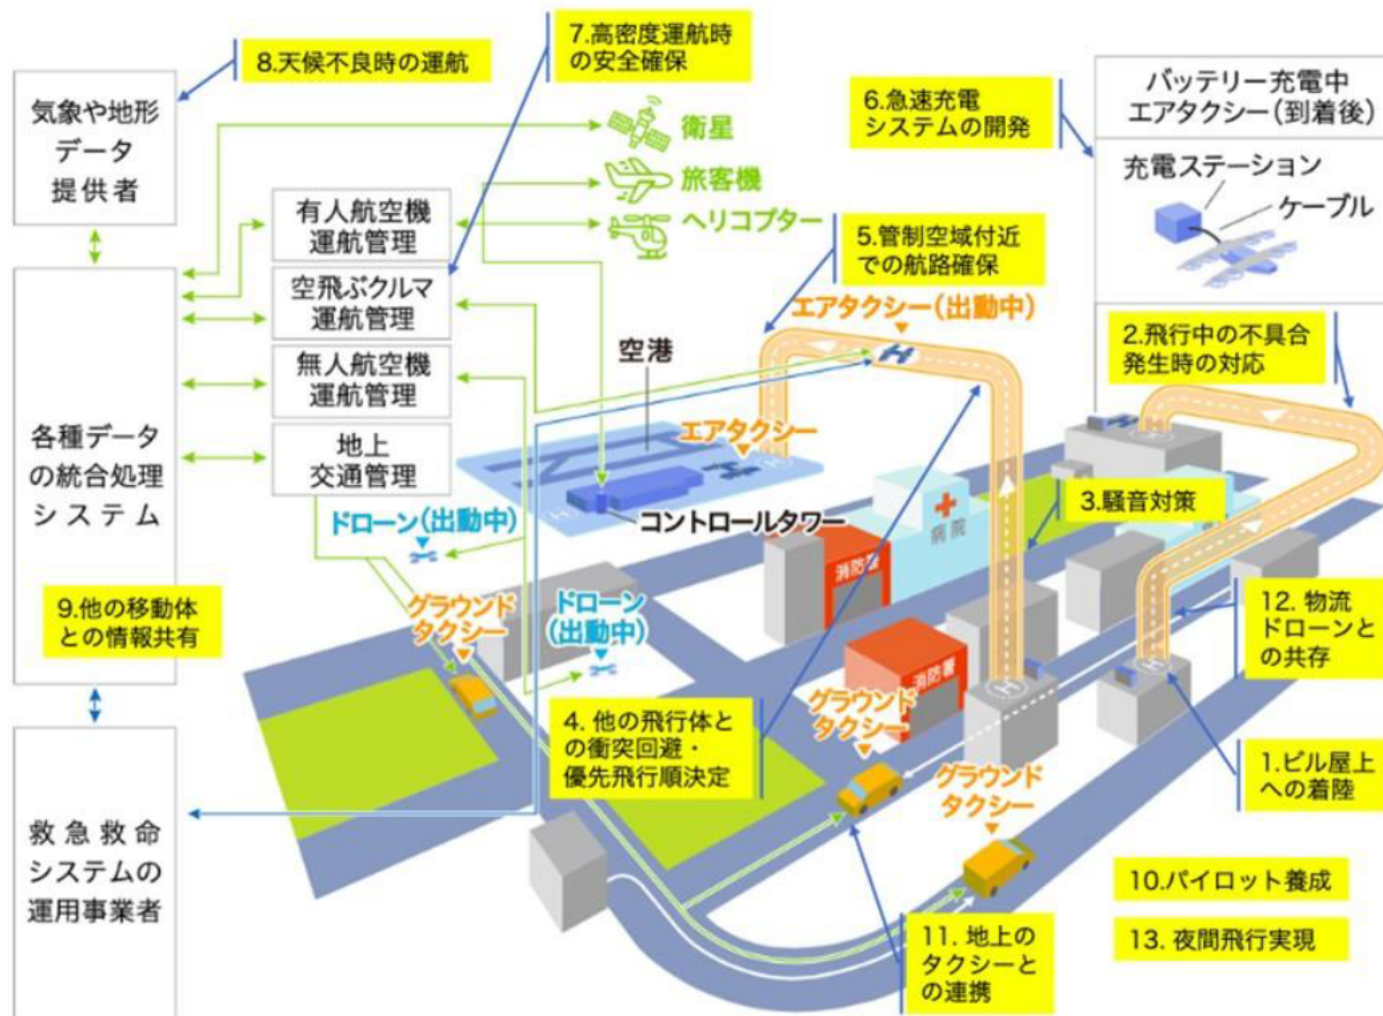 8.天候不良時の運航
7.高密度運航時
の安全確保
気象や地形
データ
提供者
衛星
旅客機
ヘリコプター
6.急速充電
システムの開発
バッテリー充電中
エアタクシー(到着後)
充電ステーション
ケーブル
有人航空機
運航管理
空飛ぶクルマ
運航管理
無人航空機
運航管理
地上
交通管理
5.管制空域付近
での航路確保
エアタクシー(出動中)
2.飛行中の不具合
発生時の対応
空港
エアタクシー
コントロールタワー
各種データ
の統合処理
システム
ドローン(出動中)
3.騒音対策
病院
消防署
9.他の移動体
との情報共有
グラウンド
タクシー
ドローン
(出動中)
12. 物流
ドローンと
の共存
消防署
H
H
グラウンド
タクシー
4. 他の飛行体と
の衝突回避・
優先飛行順決定
グラウンド
タクシー
1.ビル屋上
への着陸
救急救命
システムの
運用事業者
10.パイロット養成
11. 地上の
タクシーと
の連携
13. 夜間飛行実現